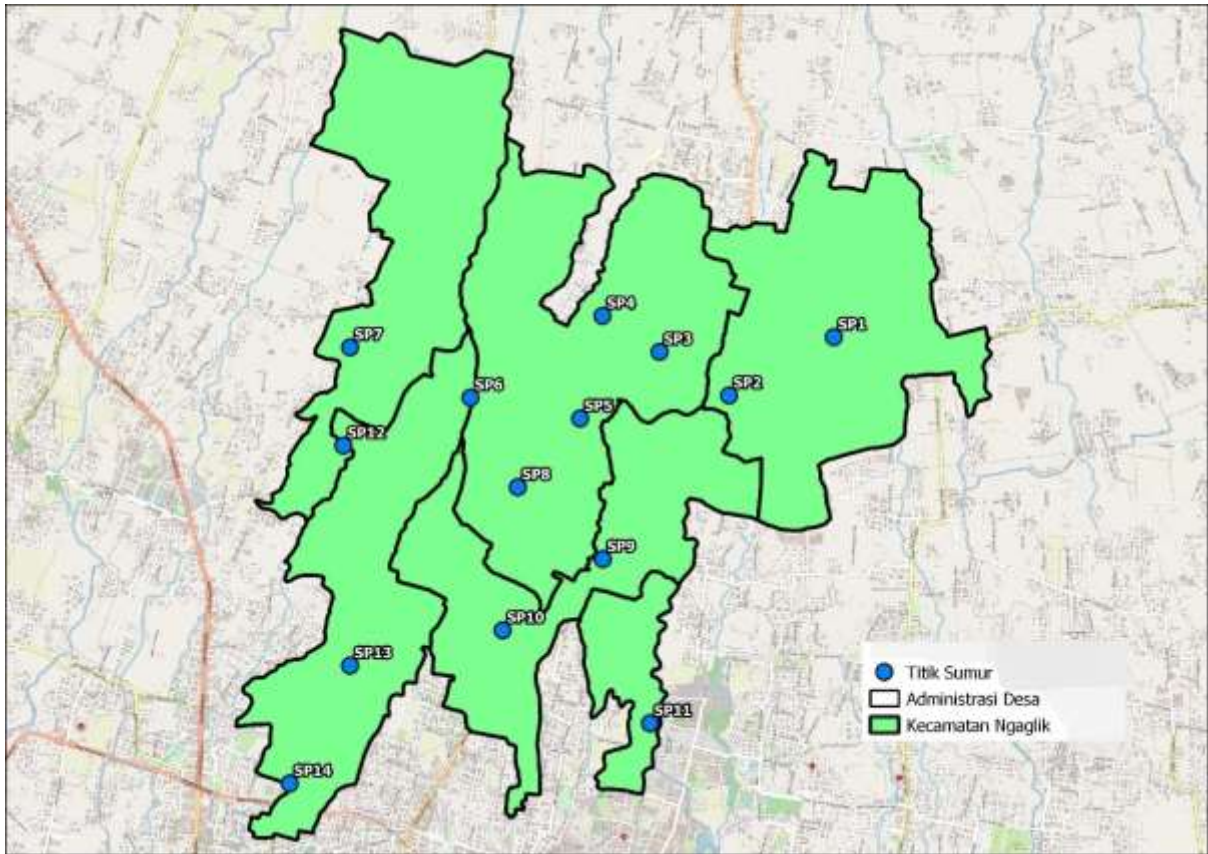 SP4
SP1
SP7
SP3
SP6
SP2
SP5
SP12
SP8
SP9
SP10
SP13
SP11
SP14
Titik Sumur
Administrasi Desa
Kecamatan Ngaglik